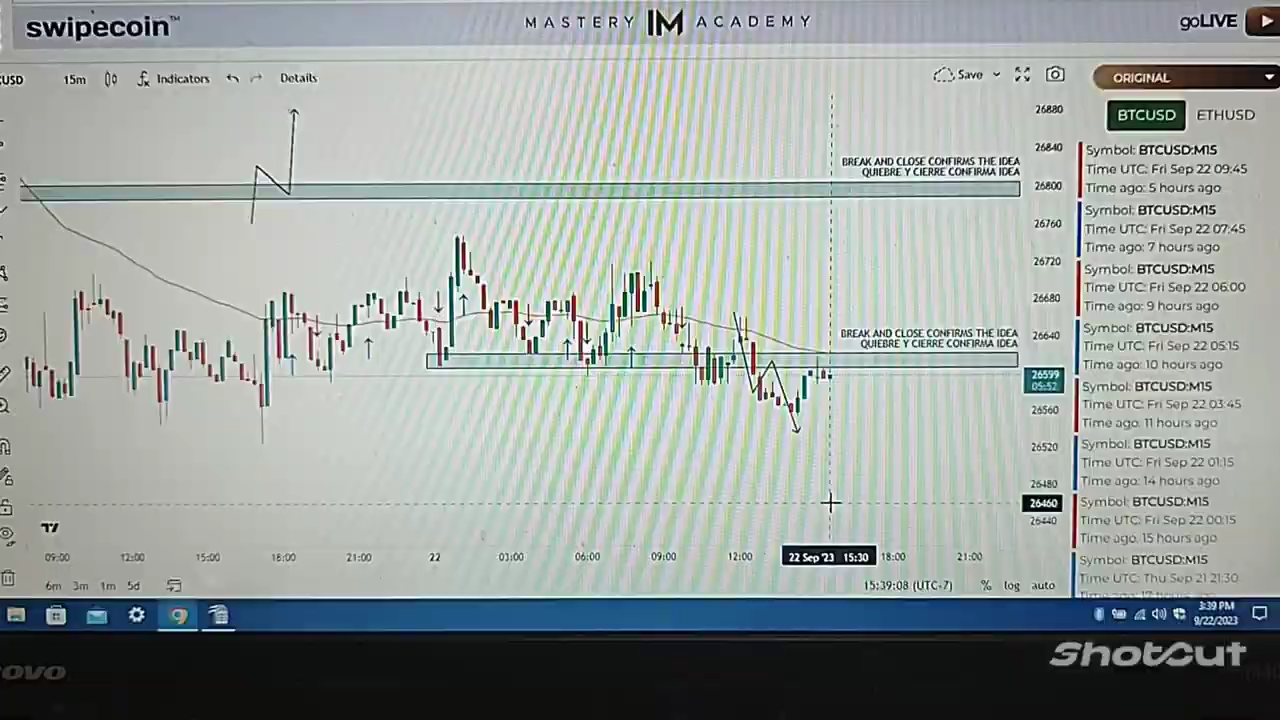 swipecoin™
MASTERY IM ACADEMY
goLIVE
USD 15m Indicators Details
Save
ORIGINAL
BTCUSD ETHUSD
BREAK AND CLOSE CONFIRMS THE IDEA
QUIEBRE Y CIERRE CONFIRMA IDEA
BREAK AND CLOSE CONFIRMS THE IDEA
QUIEBRE Y CIERRE CONFIRMA IDEA
26880
26840
26800
26760
26720
26680
26640
26599
05:52
26560
26520
26480
26460
26440
Symbol: BTCUSD:M15
Time UTC: Fri Sep 22 09:45
Time ago: 5 hours ago
Symbol: BTCUSD:M15
Time UTC: Fri Sep 22 07:45
Time ago: 7 hours ago
Symbol: BTCUSD:M15
Time UTC: Fri Sep 22 06:00
Time ago: 9 hours ago
Symbol: BTCUSD:M15
Time UTC: Fri Sep 22 05:15
Time ago: 10 hours ago
Symbol: BTCUSD:M15
Time UTC: Fri Sep 22 03:45
Time ago: 11 hours ago
Symbol: BTCUSD:M15
Time UTC: Fri Sep 22 01:15
Time ago: 14 hours ago
Symbol: BTCUSD:M15
Time UTC: Fri Sep 22 00:15
Time ago: 15 hours ago
Symbol: BTCUSD:M15
Time UTC: Thu Sep 21 21:30
Time ago: 17 hours ago
09:00 12:00 15:00 18:00 21:00 22 03:00 06:00 09:00 12:00 22 Sep '23 15:30 18:00 21:00
6m 3m 1m 5d 15:39:08 (UTC-7) % log auto
3:39 PM
9/22/2023
ovo
SHOTCUT